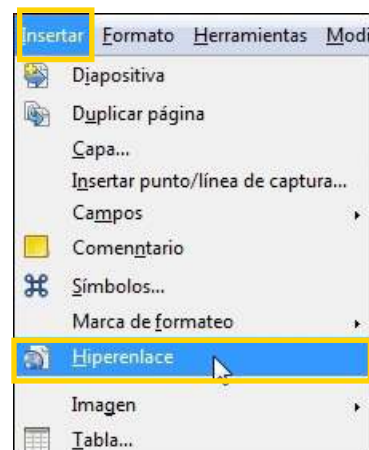 Insertar Formato Herramientas Modi
Diapositiva
Duplicar página
Capa...
Insertar punto/línea de captura...
Campos
Comenntario
Símbolos...
Marca de formateo
Hiperenlace
Imagen
Tabla...